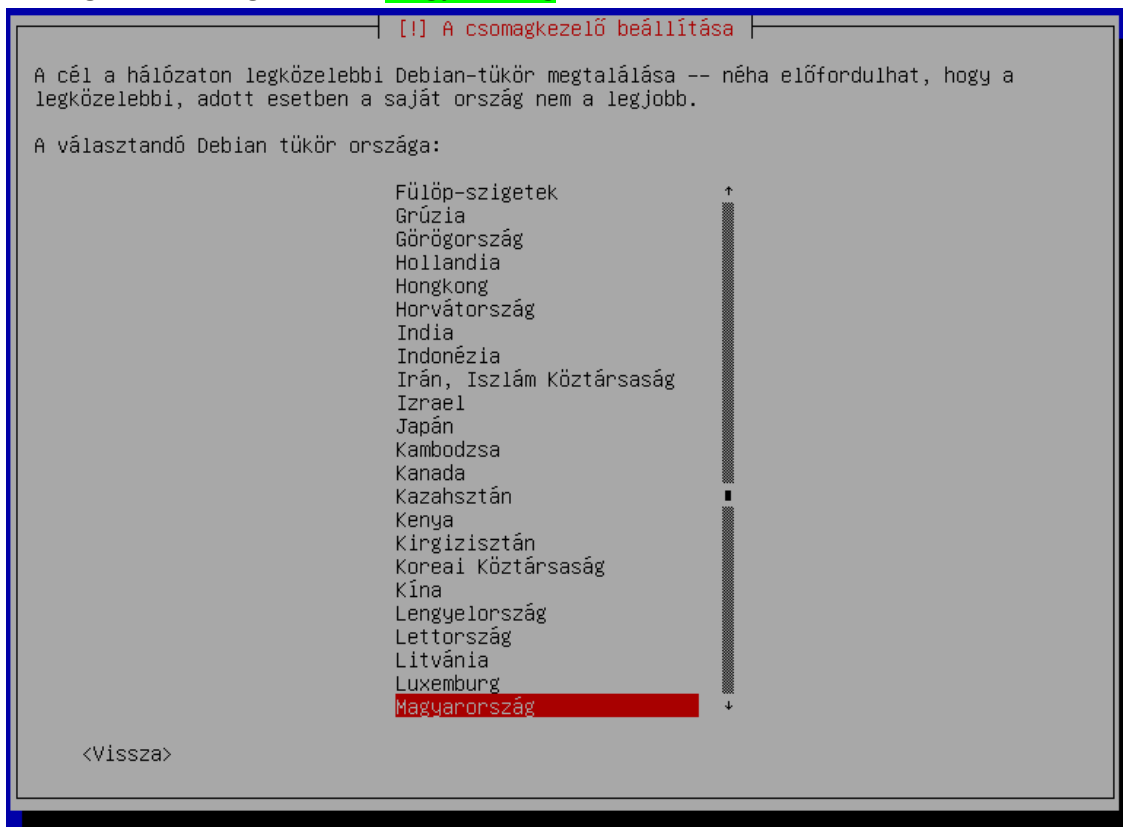 [!] A csomagkezelő beállítása
A cél a hálózaton legközelebbi Debian-tükör megtalálása -- néha előfordulhat, hogy a
legközelebbi, adott esetben a saját ország nem a legjobb.
A választandó Debian tükör országa:
Fülöp-szigetek
Grúzia
Görögország
Hollandia
Hongkong
Horvátország
India
Indonézia
Irán, Iszlám Köztársaság
Izrael
Japán
Kambodzsa
Kanada
Kazahsztán
Kenya
Kirgizisztán
Koreai Köztársaság
Kína
Lengyelország
Lettország
Litvánia
Luxemburg
Magyarország
<Vissza>